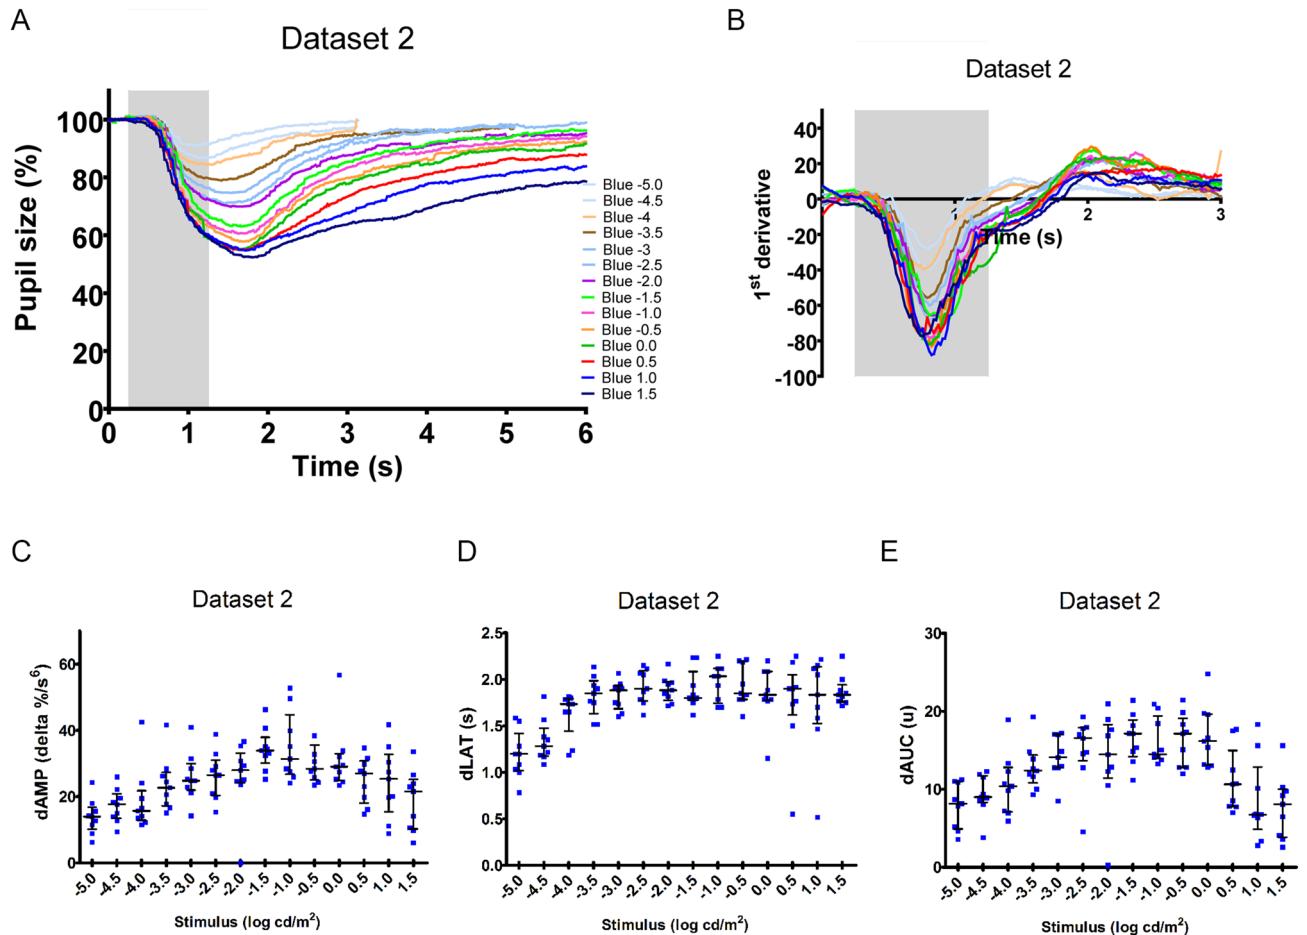 A
Dataset 2
Pupil size (%)
100
80
60
40
20
0
0 1 2 3 4 5 6
Time (s)
Blue -5.0
Blue -4.5
Blue -4
Blue -3.5
Blue -3
Blue -2.5
Blue -2.0
Blue -1.5
Blue -1.0
Blue -0.5
Blue 0.0
Blue 0.5
Blue 1.0
Blue 1.5
B
Dataset 2
1st derivative
40
20
0
-20
-40
-60
-80
-100
1 2 3
Time (s)
C
Dataset 2
dAMP (delta %/s⁶)
60
40
20
0
-5.0 -4.5 -4.0 -3.5 -3.0 -2.5 -2.0 -1.5 -1.0 -0.5 0.0 0.5 1.0 1.5
Stimulus (log cd/m²)
D
Dataset 2
dLAT (s)
2.5
2.0
1.5
1.0
0.5
0.0
-5.0 -4.5 -4.0 -3.5 -3.0 -2.5 -2.0 -1.5 -1.0 -0.5 0.0 0.5 1.0 1.5
Stimulus (log cd/m²)
E
Dataset 2
dAUC (u)
30
20
10
0
-5.0 -4.5 -4.0 -3.5 -3.0 -2.5 -2.0 -1.5 -1.0 -0.5 0.0 0.5 1.0 1.5
Stimulus (log cd/m²)